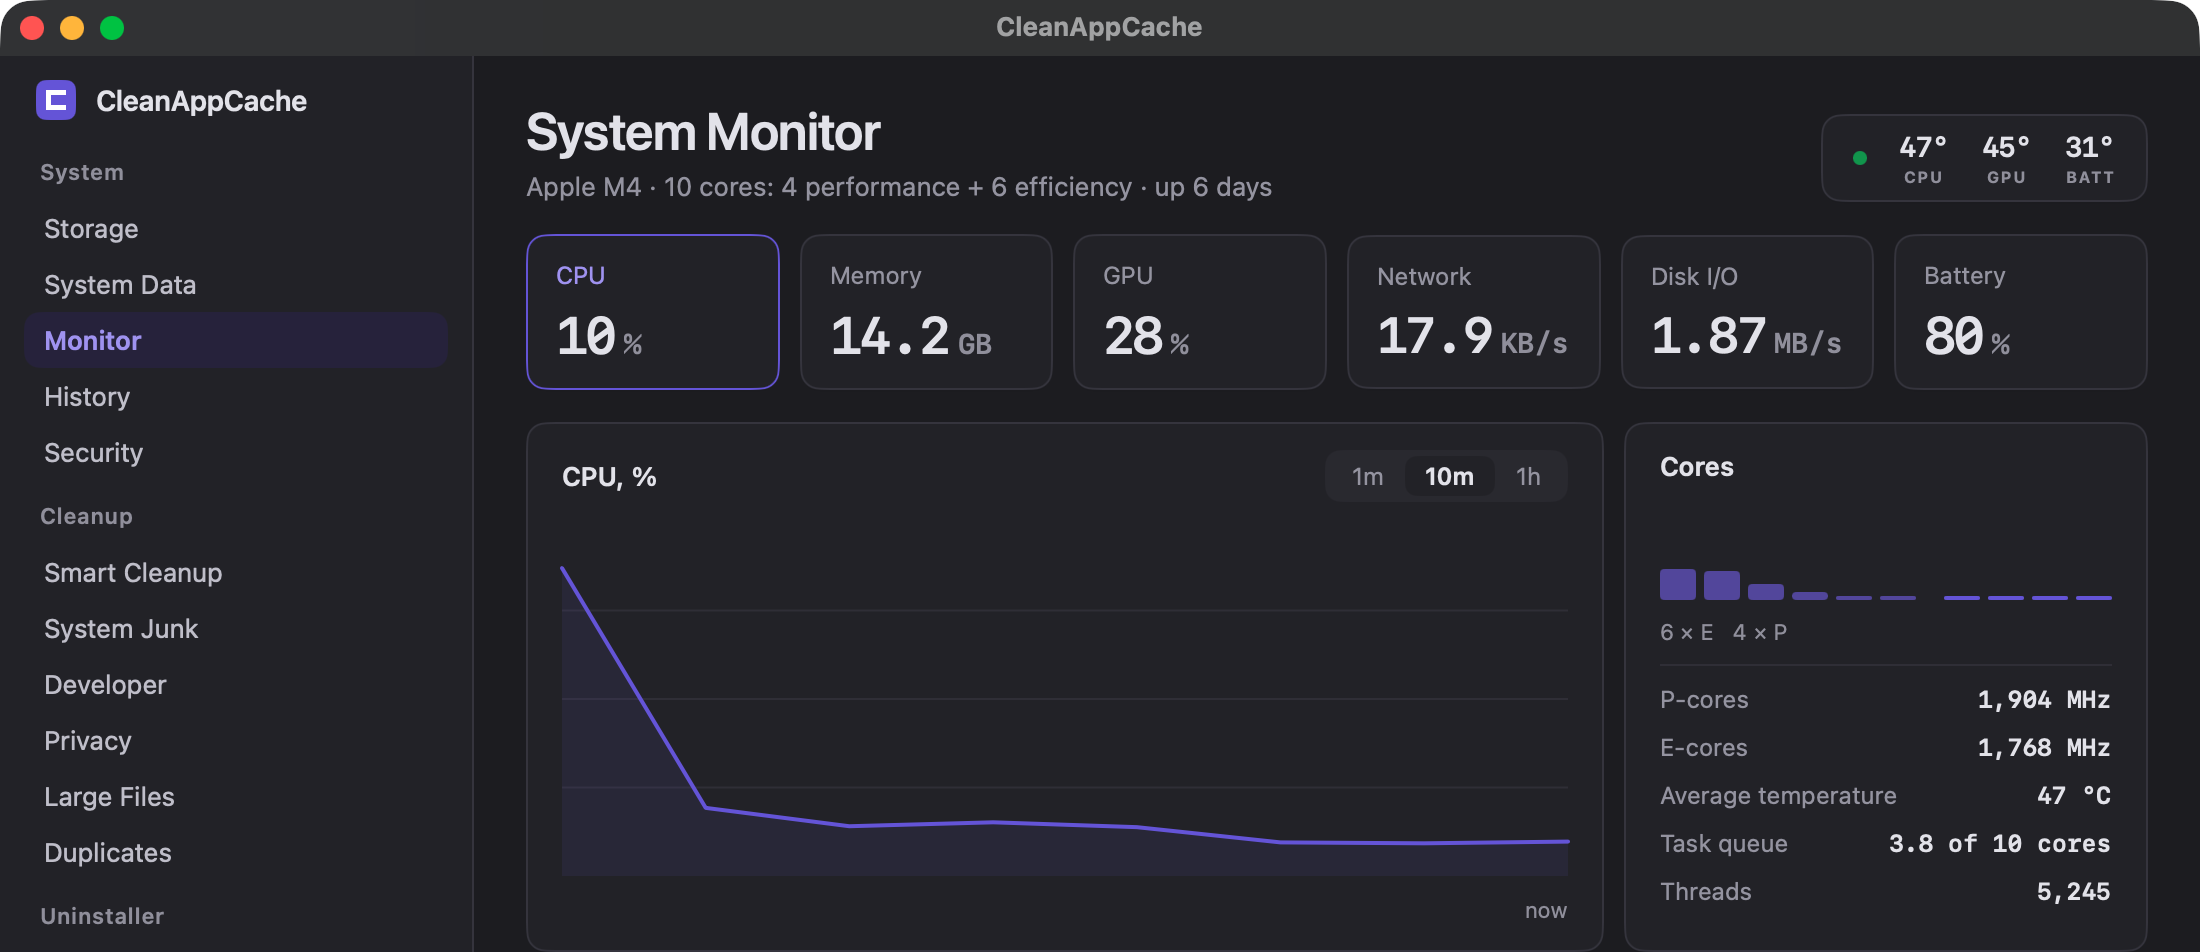 CleanAppCache
CleanAppCache
System
Storage
System Data
Monitor
History
Security
Cleanup
Smart Cleanup
System Junk
Developer
Privacy
Large Files
Duplicates
Uninstaller
System Monitor
Apple M4 · 10 cores: 4 performance + 6 efficiency · up 6 days
47° 45° 31°
CPU GPU BATT
CPU
10 %
Memory
14.2 GB
GPU
28 %
Network
17.9 KB/s
Disk I/O
1.87 MB/s
Battery
80 %
CPU, %
1m 10m 1h
now
Cores
6 × E 4 × P
P-cores 1,904 MHz
E-cores 1,768 MHz
Average temperature 47 °C
Task queue 3.8 of 10 cores
Threads 5,245